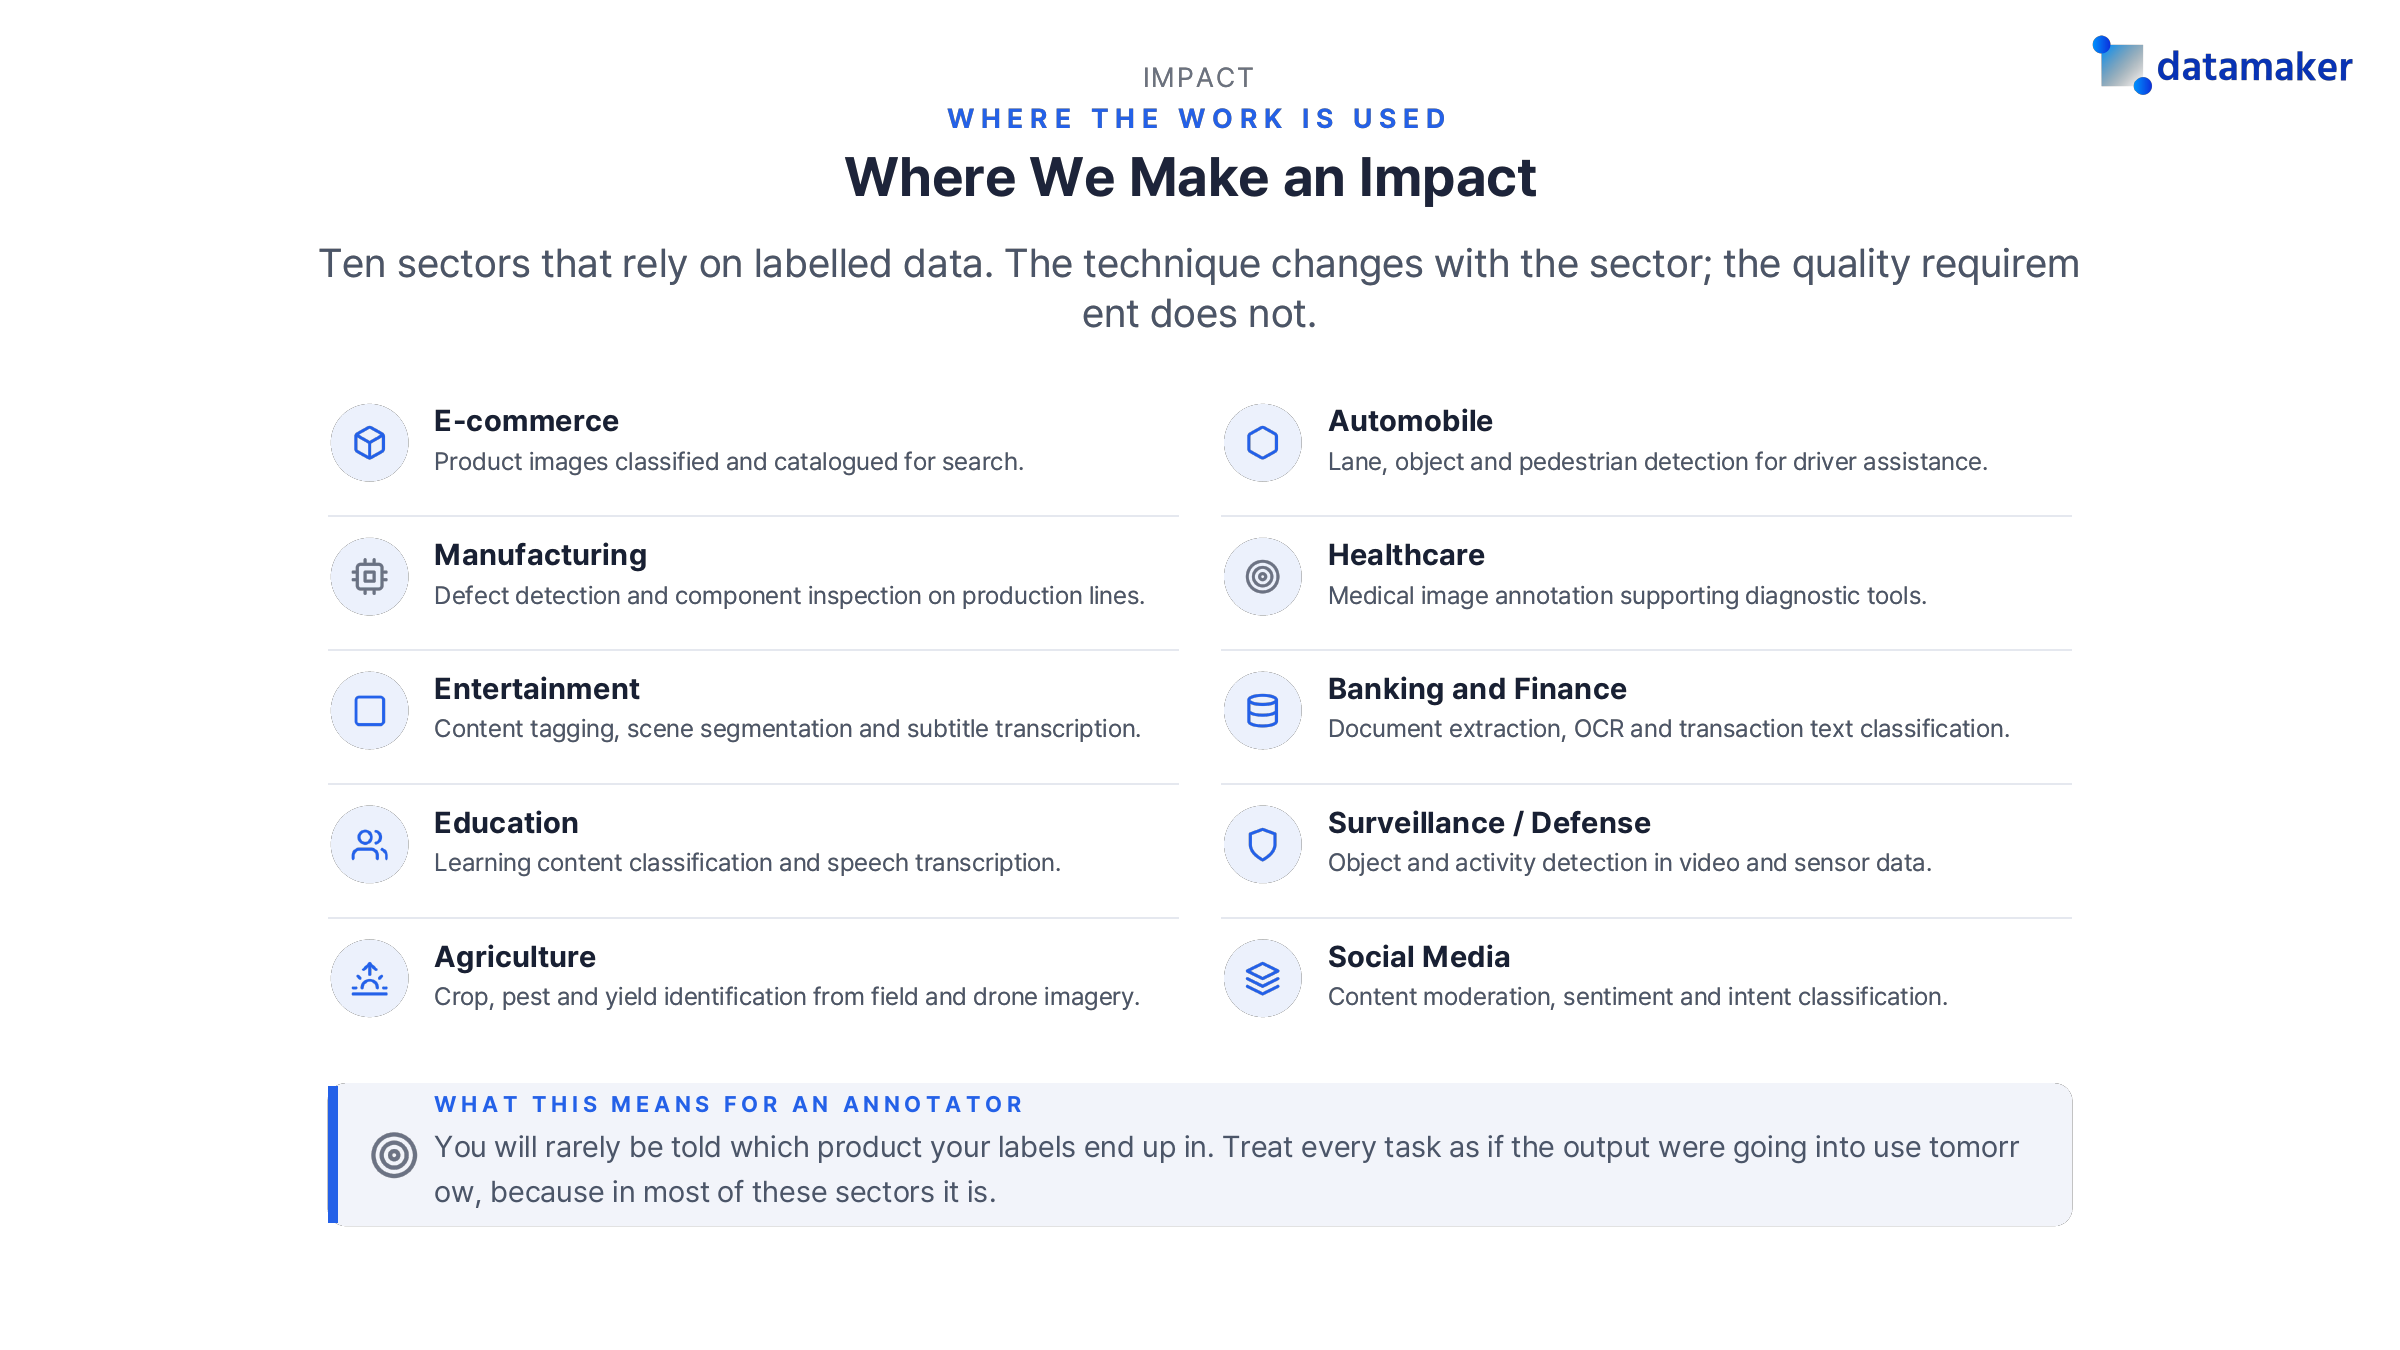 datamaker
IMPACT
WHERE THE WORK IS USED
Where We Make an Impact
Ten sectors that rely on labelled data. The technique changes with the sector; the quality requirem
ent does not.
E-commerce
Product images classified and catalogued for search.
Automobile
Lane, object and pedestrian detection for driver assistance.
Manufacturing
Defect detection and component inspection on production lines.
Healthcare
Medical image annotation supporting diagnostic tools.
Entertainment
Content tagging, scene segmentation and subtitle transcription.
Banking and Finance
Document extraction, OCR and transaction text classification.
Education
Learning content classification and speech transcription.
Surveillance / Defense
Object and activity detection in video and sensor data.
Agriculture
Crop, pest and yield identification from field and drone imagery.
Social Media
Content moderation, sentiment and intent classification.
WHAT THIS MEANS FOR AN ANNOTATOR
You will rarely be told which product your labels end up in. Treat every task as if the output were going into use tomorr
ow, because in most of these sectors it is.